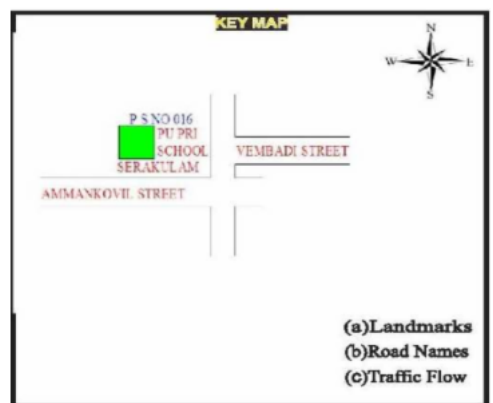 KEY MAP
N
W E
S
P S NO 016
PU PRI
SCHOOL VEMBADI STREET
SERAKULAM
AMMANKOVIL STREET
(a)Landmarks
(b)Road Names
(c)Traffic Flow